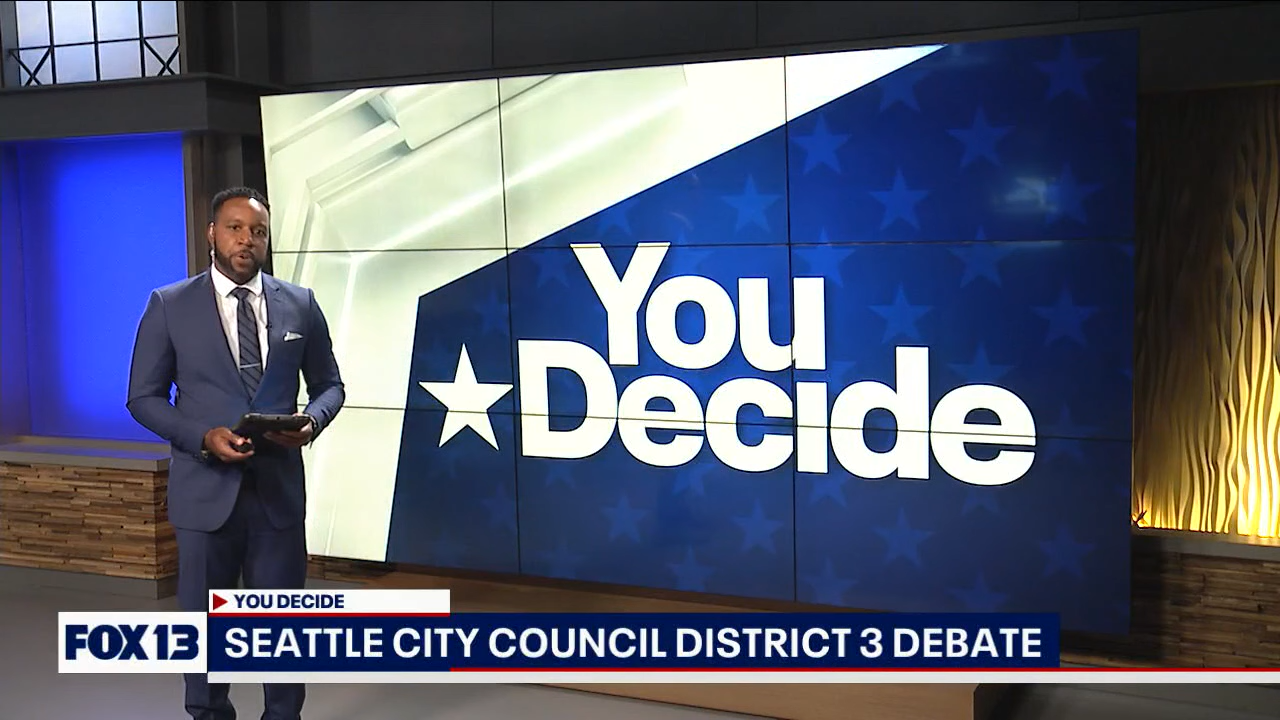 You
Decide
YOU DECIDE
FOX 13
SEATTLE CITY COUNCIL DISTRICT 3 DEBATE